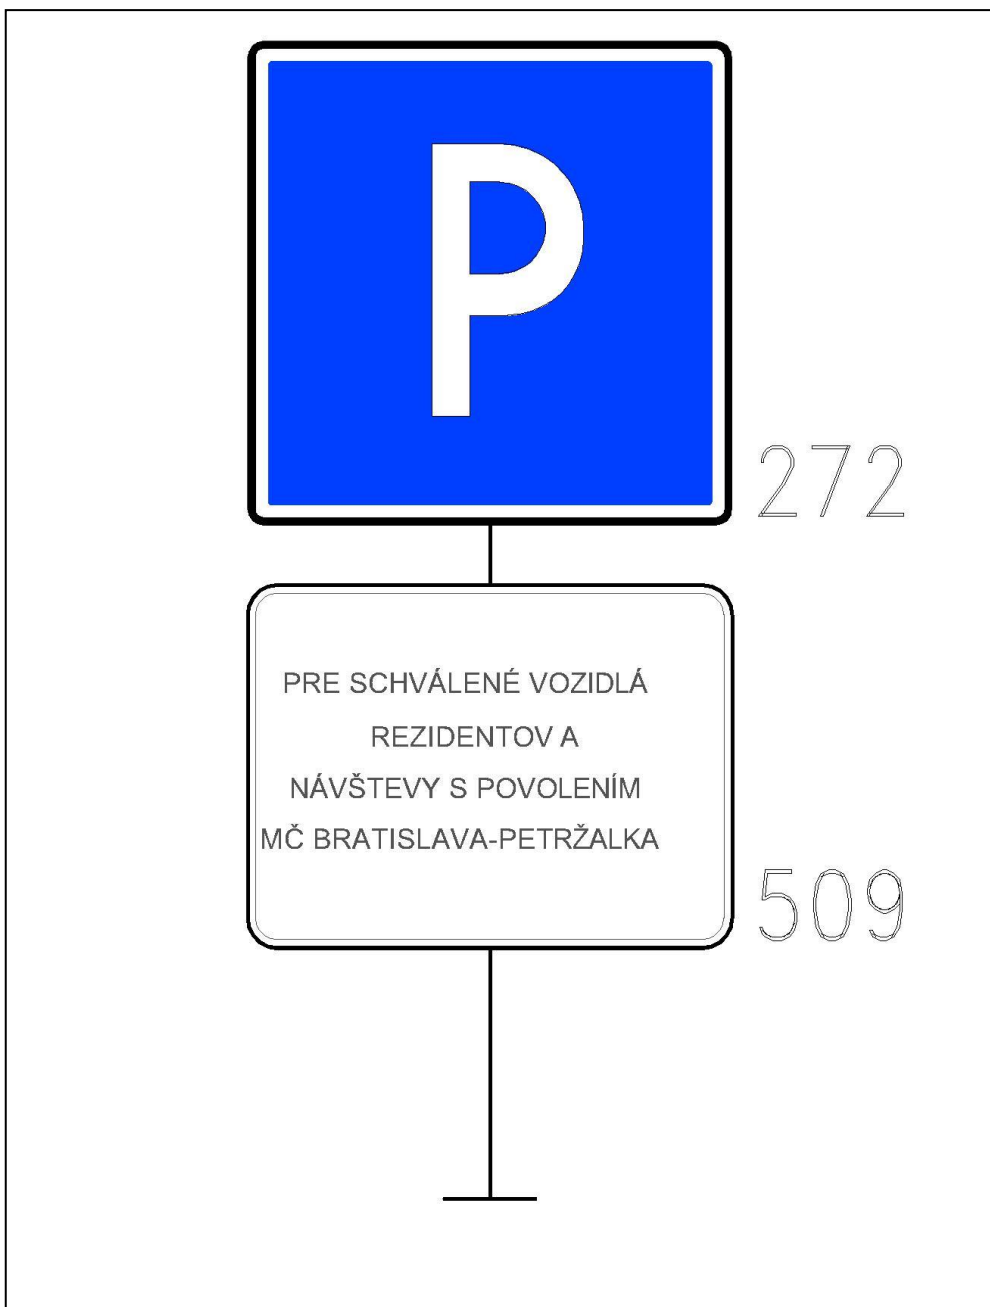 P
272
PRE SCHVÁLENÉ VOZIDLÁ
REZIDENTOV A
NÁVŠTEVY S POVOLENÍM
MČ BRATISLAVA-PETRŽALKA
509